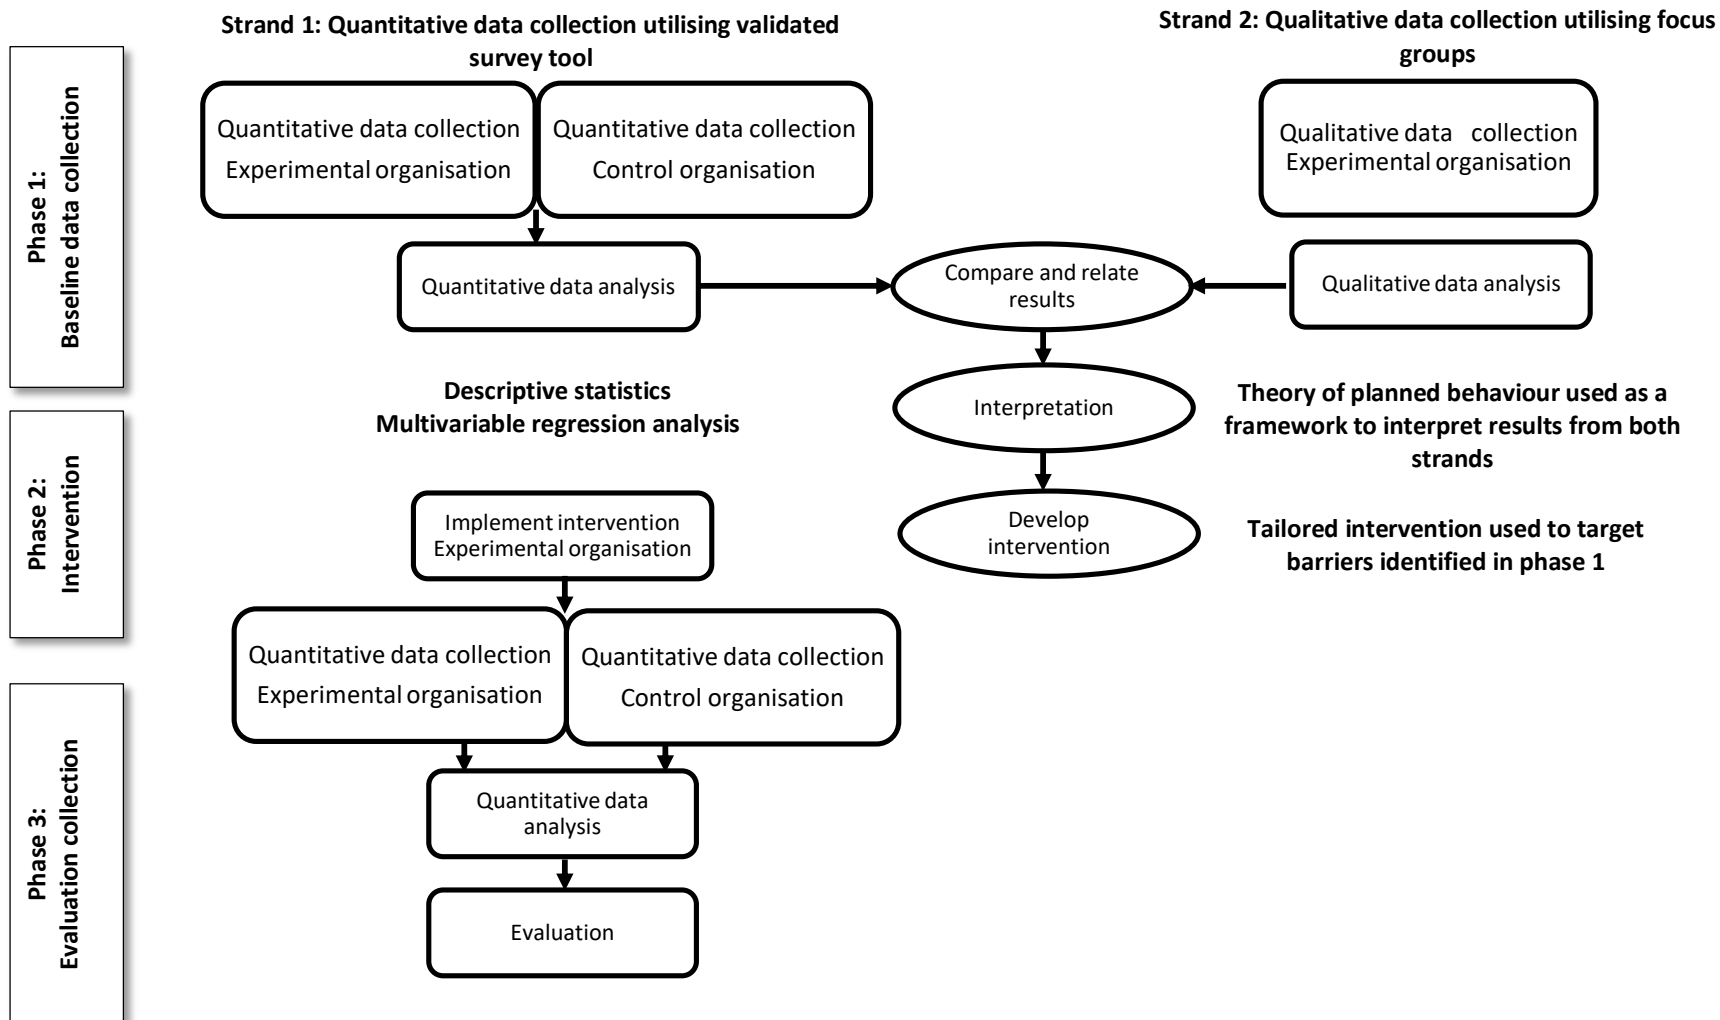 Strand 1: Quantitative data collection utilising validated
survey tool
Strand 2: Qualitative data collection utilising focus
groups
Phase 1:
Baseline data collection
Quantitative data collection
Experimental organisation
Quantitative data collection
Control organisation
Qualitative data collection
Experimental organisation
Quantitative data analysis
Compare and relate
results
Qualitative data analysis
Descriptive statistics
Multivariable regression analysis
Interpretation
Theory of planned behaviour used as a
framework to interpret results from both
strands
Phase 2:
Intervention
Implement intervention
Experimental organisation
Develop
intervention
Tailored intervention used to target
barriers identified in phase 1
Quantitative data collection
Experimental organisation
Quantitative data collection
Control organisation
Phase 3:
Evaluation collection
Quantitative data
analysis
Evaluation